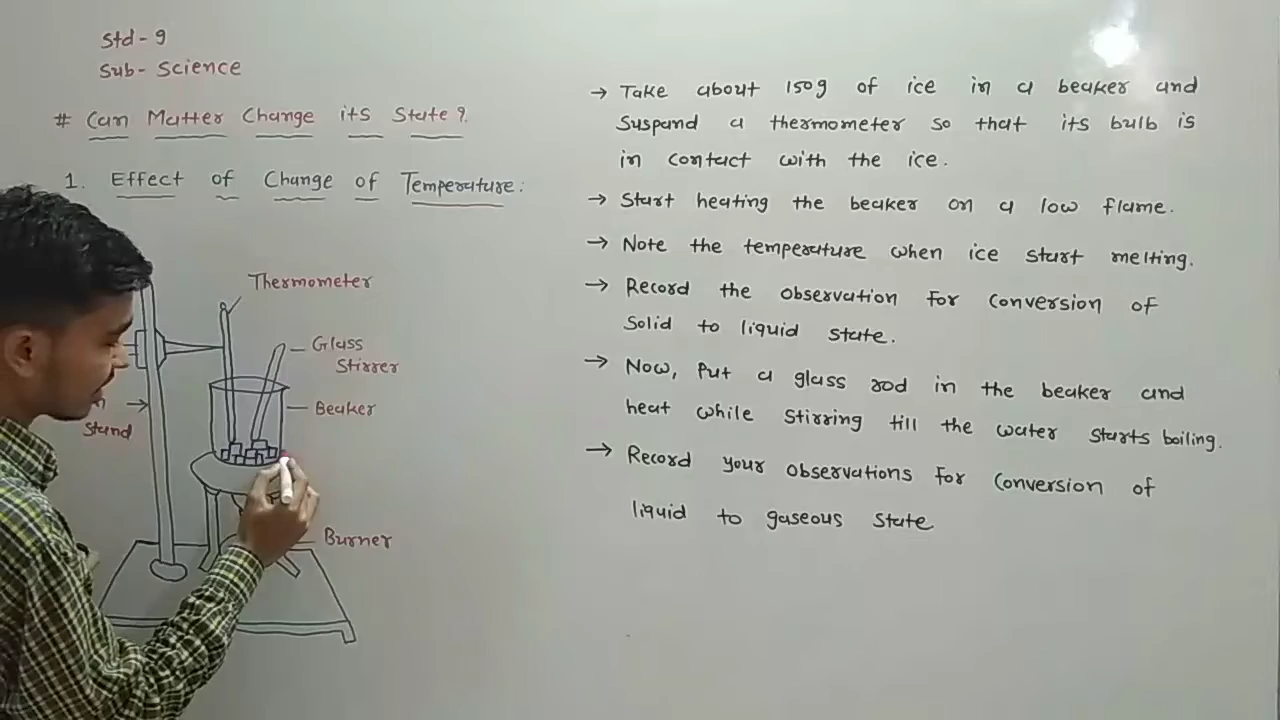 Std - 9
Sub- Science
# Can Matter Change its State ?
1. Effect of Change of Temperature:
Thermometer
Glass
Stirrer
Beaker
Stand
Burner
→ Take about 150g of ice in a beaker and
Suspand a thermometer so that its bulb is
in contact with the ice.
→ Start heating the beaker on a low flame.
→ Note the temperature when ice start melting.
→ Record the observation for conversion of
Solid to liquid state.
→ Now, Put a glass rod in the beaker and
heat while stirring till the water starts boiling.
→ Record your observations for conversion of
liquid to gaseous state